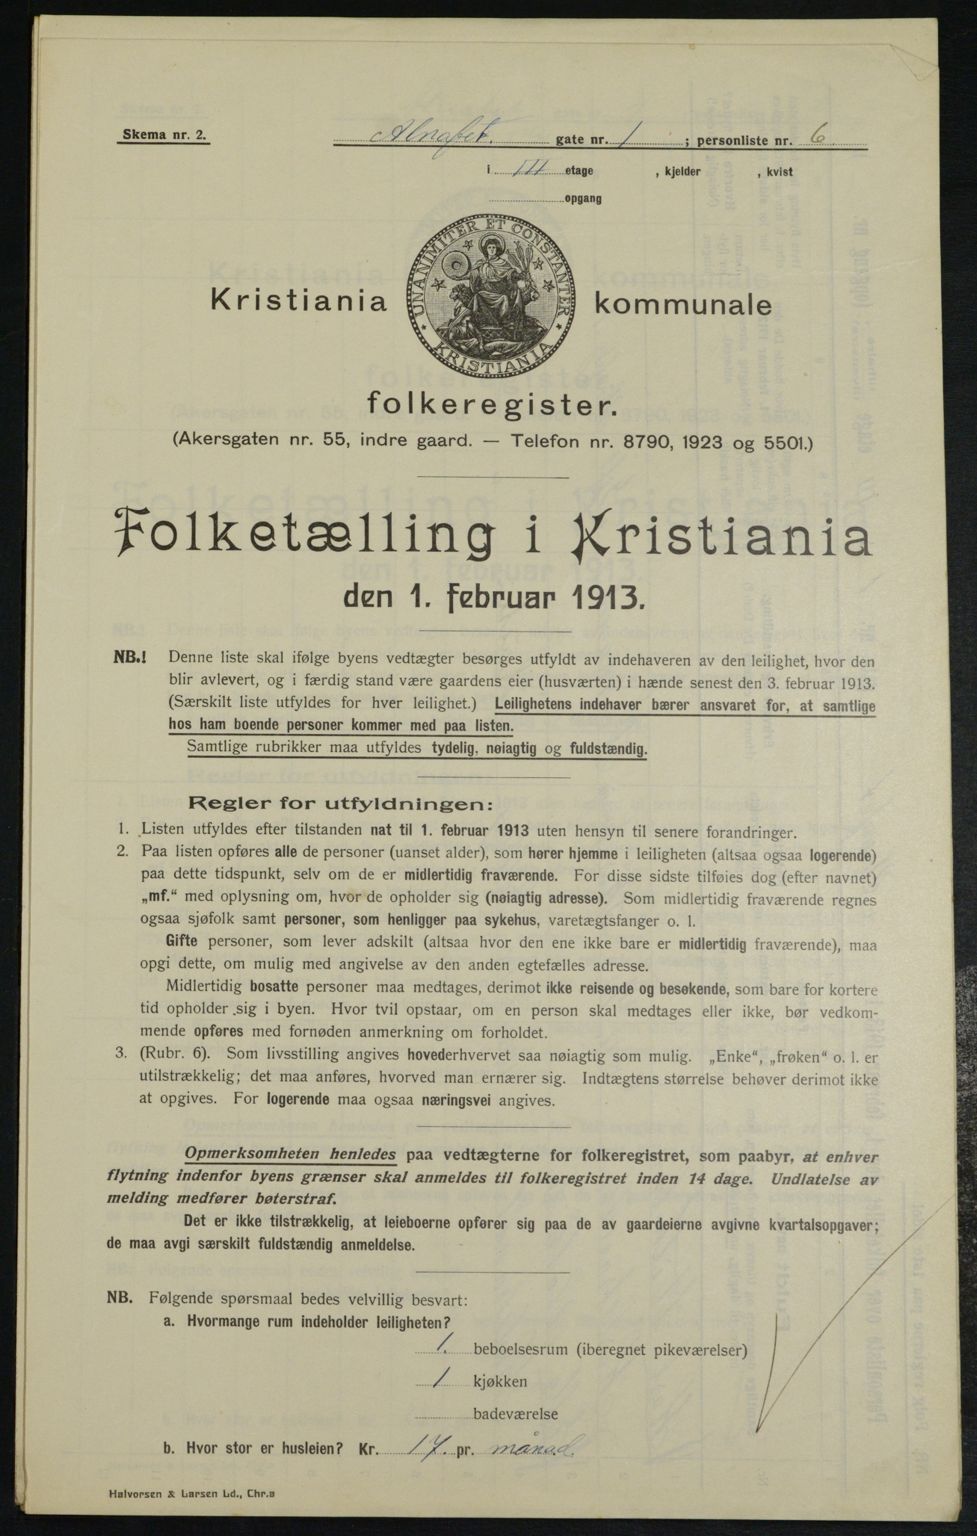 Skema nr. 2.
Alnafet. gate nr. 1 ; personliste nr. 6
i III etage , kjelder , kvist
opgang
UNANIMITER ET CONSTANTER
KRISTIANIA
Kristiania kommunale
folkeregister.
(Akersgaten nr. 55, indre gaard. — Telefon nr. 8790, 1923 og 5501.)
Folketælling i Kristiania
den 1. februar 1913.
NB.! Denne liste skal ifølge byens vedtægter besørges utfyldt av indehaveren av den leilighet, hvor den
blir avlevert, og i færdig stand være gaardens eier (husværten) i hænde senest den 3. februar 1913.
(Særskilt liste utfyldes for hver leilighet.) Leilighetens indehaver bærer ansvaret for, at samtlige
hos ham boende personer kommer med paa listen.
Samtlige rubrikker maa utfyldes tydelig, nøiagtig og fuldstændig.
Regler for utfyldningen:
1. Listen utfyldes efter tilstanden nat til 1. februar 1913 uten hensyn til senere forandringer.
2. Paa listen opføres alle de personer (uanset alder), som hører hjemme i leiligheten (altsaa ogsaa logerende)
paa dette tidspunkt, selv om de er midlertidig fraværende. For disse sidste tilføies dog (efter navnet)
„mf.“ med oplysning om, hvor de opholder sig (nøiagtig adresse). Som midlertidig fraværende regnes
ogsaa sjøfolk samt personer, som henligger paa sykehus, varetægtsfanger o. l.
Gifte personer, som lever adskilt (altsaa hvor den ene ikke bare er midlertidig fraværende), maa
opgi dette, om mulig med angivelse av den anden egtefælles adresse.
Midlertidig bosatte personer maa medtages, derimot ikke reisende og besøkende, som bare for kortere
tid opholder sig i byen. Hvor tvil opstaar, om en person skal medtages eller ikke, bør vedkom-
mende opføres med fornøden anmerkning om forholdet.
3. (Rubr. 6). Som livsstilling angives hovederhvervet saa nøiagtig som mulig. „Enke“, „frøken“ o. l. er
utilstrækkelig; det maa anføres, hvorved man ernærer sig. Indtægtens størrelse behøver derimot ikke
at opgives. For logerende maa ogsaa næringsvei angives.
Opmerksomheten henledes paa vedtægterne for folkeregistret, som paabyr, at enhver
flytning indenfor byens grænser skal anmeldes til folkeregistret inden 14 dage. Undlatelse av
melding medfører bøterstraf.
Det er ikke tilstrækkelig, at leieboerne opfører sig paa de av gaardeierne avgivne kvartalsopgaver;
de maa avgi særskilt fuldstændig anmeldelse.
NB. Følgende spørsmaal bedes velvillig besvart:
a. Hvormange rum indeholder leiligheten?
1. beboelsesrum (iberegnet pikeværelser)
1 kjøkken
badeværelse
b. Hvor stor er husleien? Kr. 17. pr. månad.
Halvorsen & Larsen Ld., Chr.a